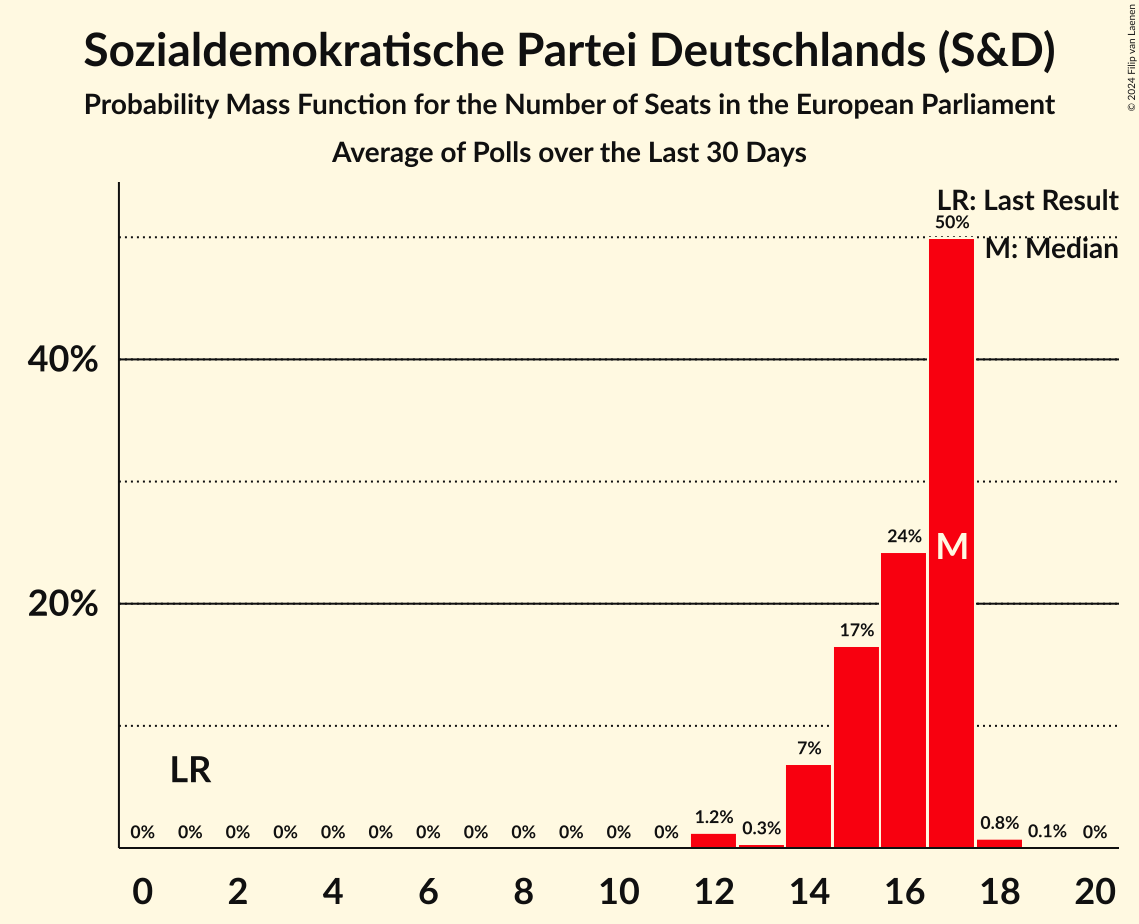 Sozialdemokratische Partei Deutschlands (S&D)
Probability Mass Function for the Number of Seats in the European Parliament
Average of Polls over the Last 30 Days
© 2024 Filip van Laenen
LR: Last Result
M: Median
50%
40%
20%
24%
M
17%
7%
LR
0% 0% 0% 0% 0% 0% 0% 0% 0% 0% 0% 0% 1.2% 0.3% 0.8% 0.1% 0%
0 2 4 6 8 10 12 14 16 18 20